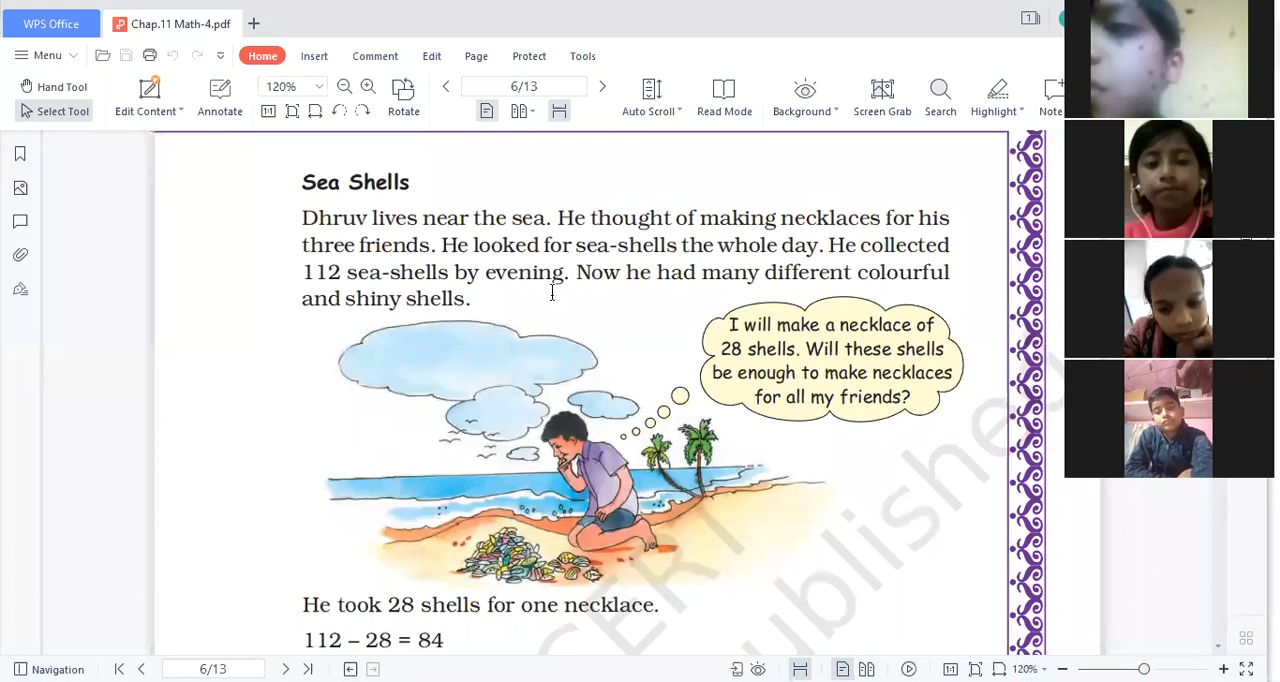 WPS Office
Chap.11 Math-4.pdf
Menu
Home
Insert
Comment
Edit
Page
Protect
Tools
Hand Tool
Select Tool
Edit Content
Annotate
120%
Rotate
6/13
Auto Scroll
Read Mode
Background
Screen Grab
Search
Highlight
Note
Sea Shells
Dhruv lives near the sea. He thought of making necklaces for his
three friends. He looked for sea-shells the whole day. He collected
112 sea-shells by evening. Now he had many different colourful
and shiny shells.
I will make a necklace of
28 shells. Will these shells
be enough to make necklaces
for all my friends?
He took 28 shells for one necklace.
112 – 28 = 84
Navigation
6/13
120%